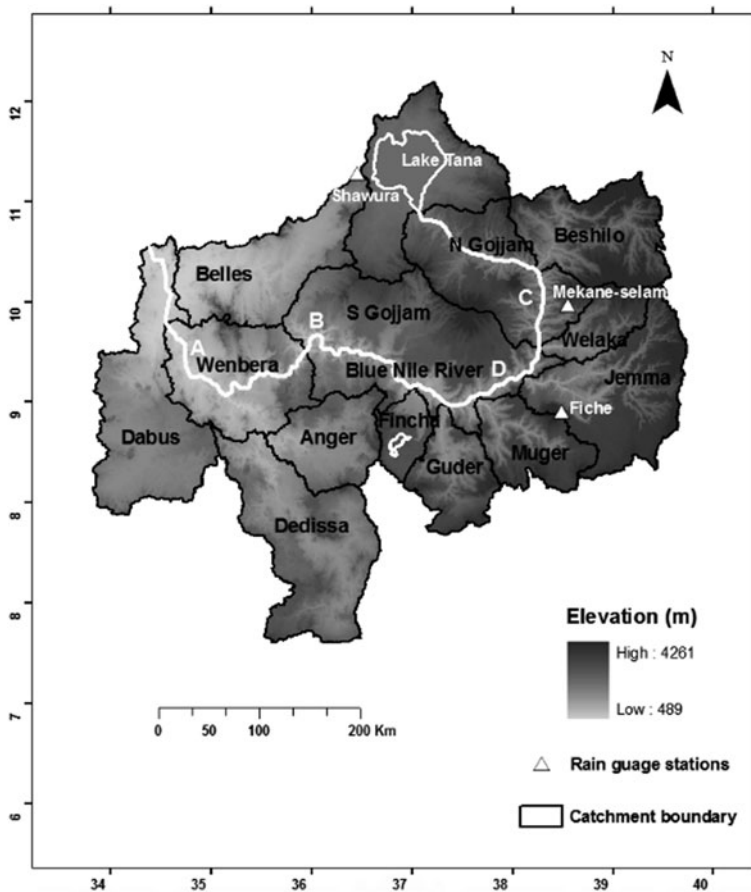 N
12
11
10
9
8
8
7
6
Lake Tana
Shawura
N Gojjam
Beshilo
Belles
C
Mekane-selam
S Gojjam
B
Welaka
A
Wenbera
Blue Nile River
D
Jemma
Fiche
Dabus
Anger
Fincha
Guder
Muger
Dedissa
Elevation (m)
High : 4261
Low : 489
0 50 100 200 Km
Rain guage stations
Catchment boundary
34 35 36 37 38 39 40